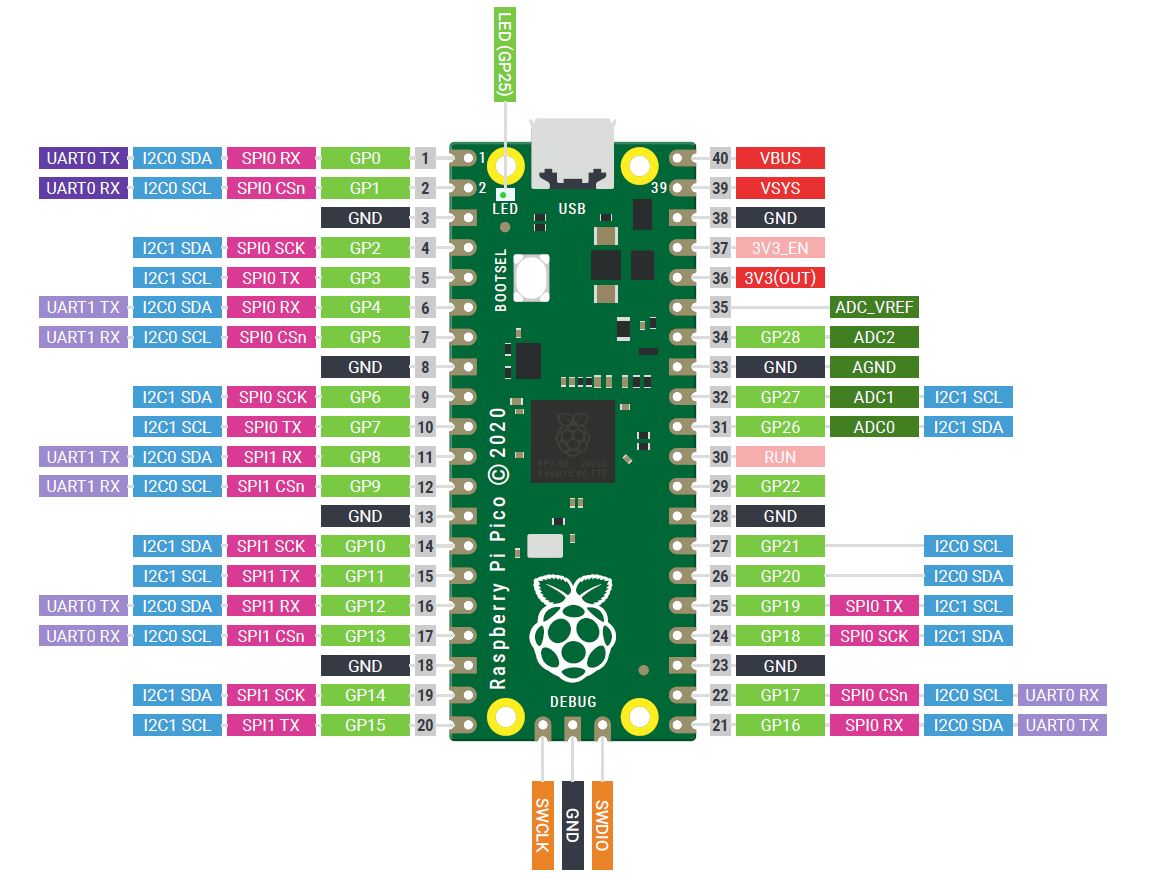 LED (GP25)
UART0 TX I2C0 SDA SPI0 RX GP0 1 1 40 VBUS
UART0 RX I2C0 SCL SPI0 CSn GP1 2 2 39 39 VSYS
LED USB
GND 3 38 GND
I2C1 SDA SPI0 SCK GP2 4 37 3V3_EN
I2C1 SCL SPI0 TX GP3 5 36 3V3(OUT)
BOOTSEL
UART1 TX I2C0 SDA SPI0 RX GP4 6 35 ADC_VREF
UART1 RX I2C0 SCL SPI0 CSn GP5 7 34 GP28 ADC2
GND 8 33 GND AGND
I2C1 SDA SPI0 SCK GP6 9 32 GP27 ADC1 I2C1 SCL
I2C1 SCL SPI0 TX GP7 10 31 GP26 ADC0 I2C1 SDA
UART1 TX I2C0 SDA SPI1 RX GP8 11 30 RUN
UART1 RX I2C0 SCL SPI1 CSn GP9 12 29 GP22
GND 13 28 GND
I2C1 SDA SPI1 SCK GP10 14 27 GP21 I2C0 SCL
I2C1 SCL SPI1 TX GP11 15 26 GP20 I2C0 SDA
UART0 TX I2C0 SDA SPI1 RX GP12 16 25 GP19 SPI0 TX I2C1 SCL
UART0 RX I2C0 SCL SPI1 CSn GP13 17 24 GP18 SPI0 SCK I2C1 SDA
GND 18 23 GND
I2C1 SDA SPI1 SCK GP14 19 22 GP17 SPI0 CSn I2C0 SCL UART0 RX
I2C1 SCL SPI1 TX GP15 20 21 GP16 SPI0 RX I2C0 SDA UART0 TX
Raspberry Pi Pico © 2020
DEBUG
SWCLK
GND
SWDIO